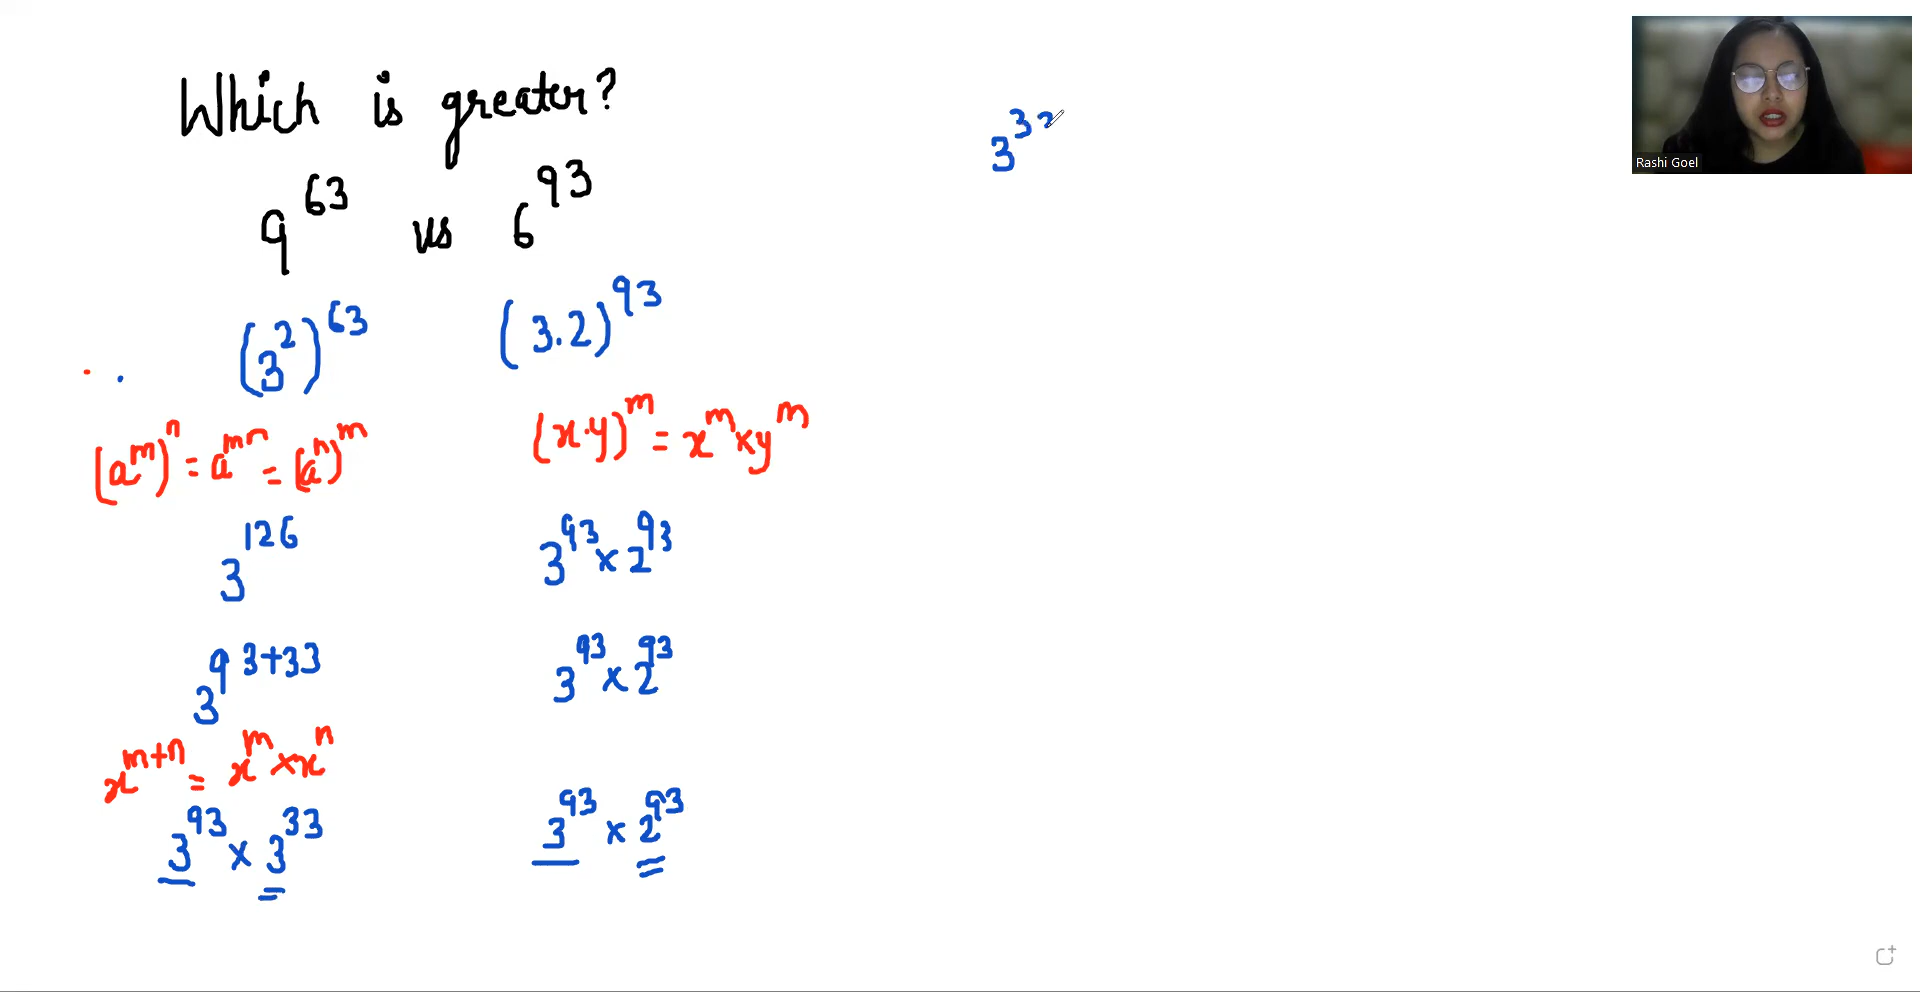 Which is greater?
9^63 vs 6^93
(3^2)^63 (3.2)^93
(a^m)^n = a^mn = (a^n)^m (x.y)^m = x^m × y^m
3^126 3^93 × 2^93
3^93+33 3^93 × 2^93
x^m+n = x^m × x^n
3^93 × 3^33 3^93 × 2^93
3^3
Rashi Goel